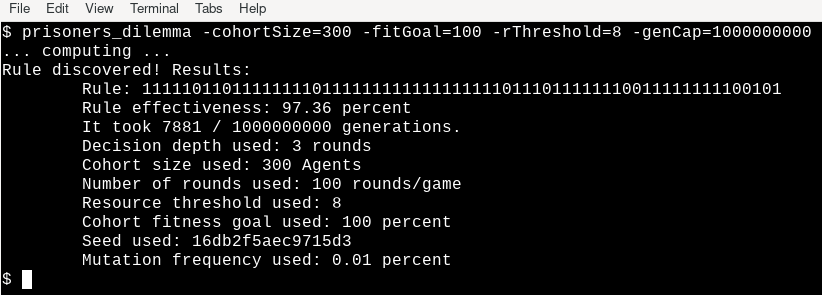 File Edit View Terminal Tabs Help
$ prisoners_dilemma -cohortSize=300 -fitGoal=100 -rThreshold=8 -genCap=1000000000
... computing ...
Rule discovered! Results:
Rule: 1111101101111111101111111111111111110111011111110011111111100101
Rule effectiveness: 97.36 percent
It took 7881 / 1000000000 generations.
Decision depth used: 3 rounds
Cohort size used: 300 Agents
Number of rounds used: 100 rounds/game
Resource threshold used: 8
Cohort fitness goal used: 100 percent
Seed used: 16db2f5aec9715d3
Mutation frequency used: 0.01 percent
$